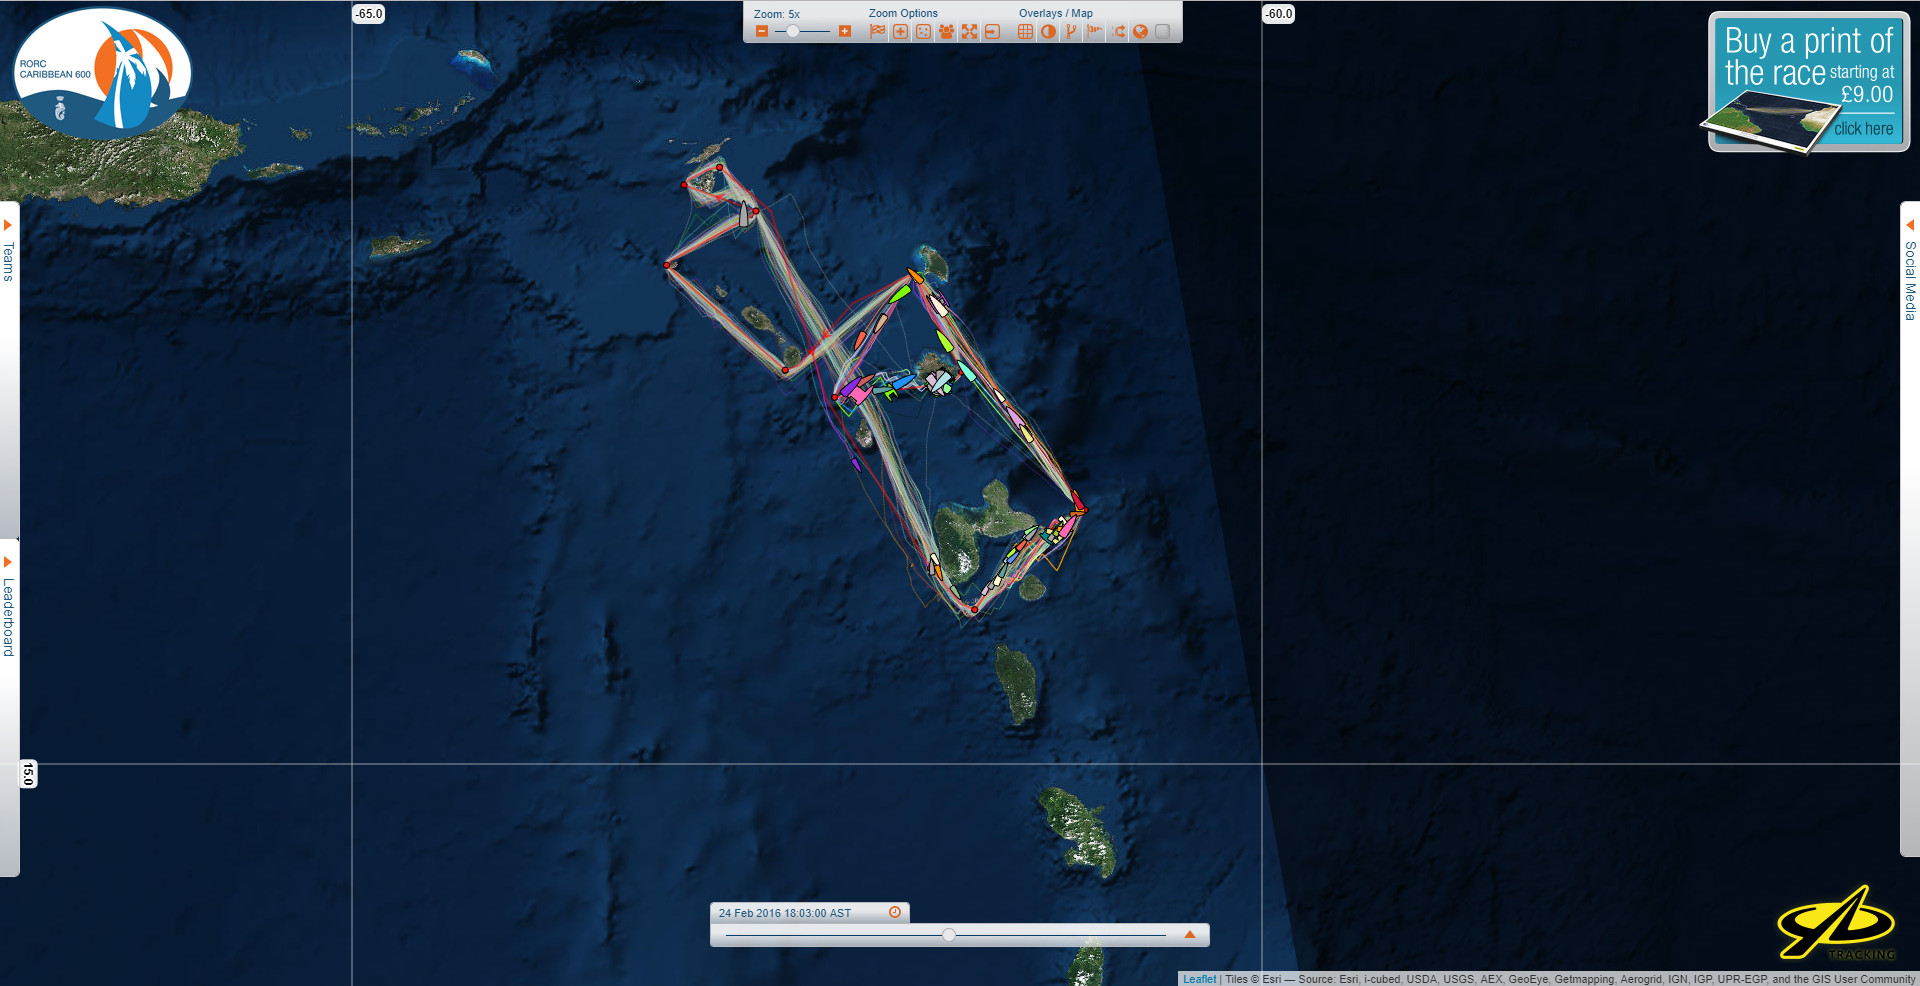 -65.0
Zoom: 5x
Zoom Options
Overlays / Map
-60.0
RORC
CARIBBEAN 600
Buy a print of
the race starting at
£9.00
click here
Teams
Social Media
Leaderboard
15.0
24 Feb 2016 18:03:00 AST
TRACKING
Leaflet | Tiles © Esri — Source: Esri, i-cubed, USDA, USGS, AEX, GeoEye, Getmapping, Aerogrid, IGN, IGP, UPR-EGP, and the GIS User Community